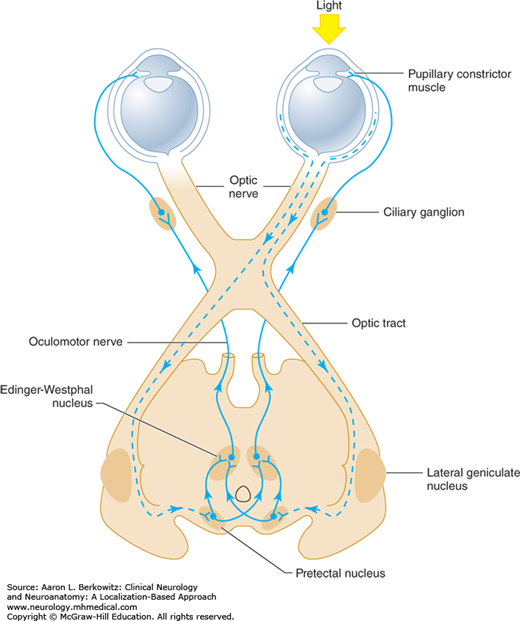 Light
Pupillary constrictor
muscle
Optic
nerve
Ciliary ganglion
Optic tract
Oculomotor nerve
Edinger-Westphal
nucleus
Lateral geniculate
nucleus
Pretectal nucleus
Source: Aaron L. Berkowitz: Clinical Neurology
and Neuroanatomy: A Localization-Based Approach
www.neurology.mhmedical.com
Copyright © McGraw-Hill Education. All rights reserved.